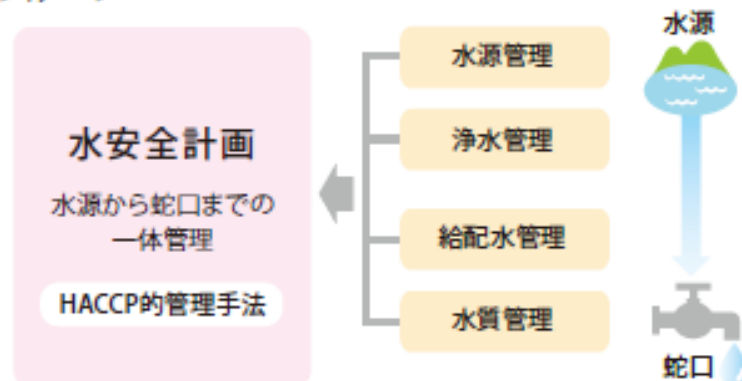 水安全計画
水源から蛇口までの
一体管理
HACCP的管理手法
水源管理
浄水管理
給配水管理
水質管理
水源
蛇口